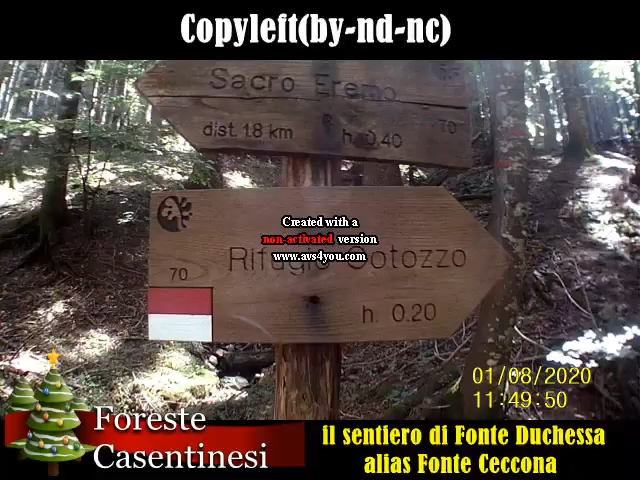 Copyleft(by-nd-nc)
Sacro Eremo
dist. 1.8 km h. 0.40 70
Created with a
non-activated version
www.avs4you.com
Rifugio Cotozzo
70
h. 0.20
01/08/2020
11:49:50
Foreste
Casentinesi
il sentiero di Fonte Duchessa
alias Fonte Ceccona